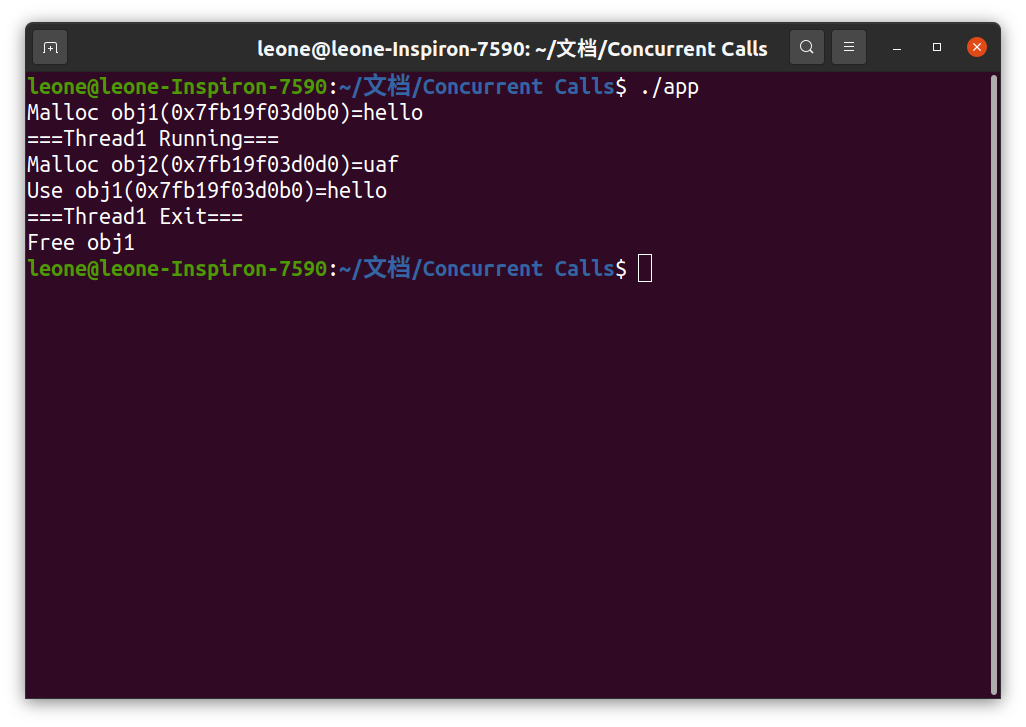 leone@leone-Inspiron-7590: ~/文档/Concurrent Calls
leone@leone-Inspiron-7590:~/文档/Concurrent Calls$ ./app
Malloc obj1(0x7fb19f03d0b0)=hello
===Thread1 Running===
Malloc obj2(0x7fb19f03d0d0)=uaf
Use obj1(0x7fb19f03d0b0)=hello
===Thread1 Exit===
Free obj1
leone@leone-Inspiron-7590:~/文档/Concurrent Calls$